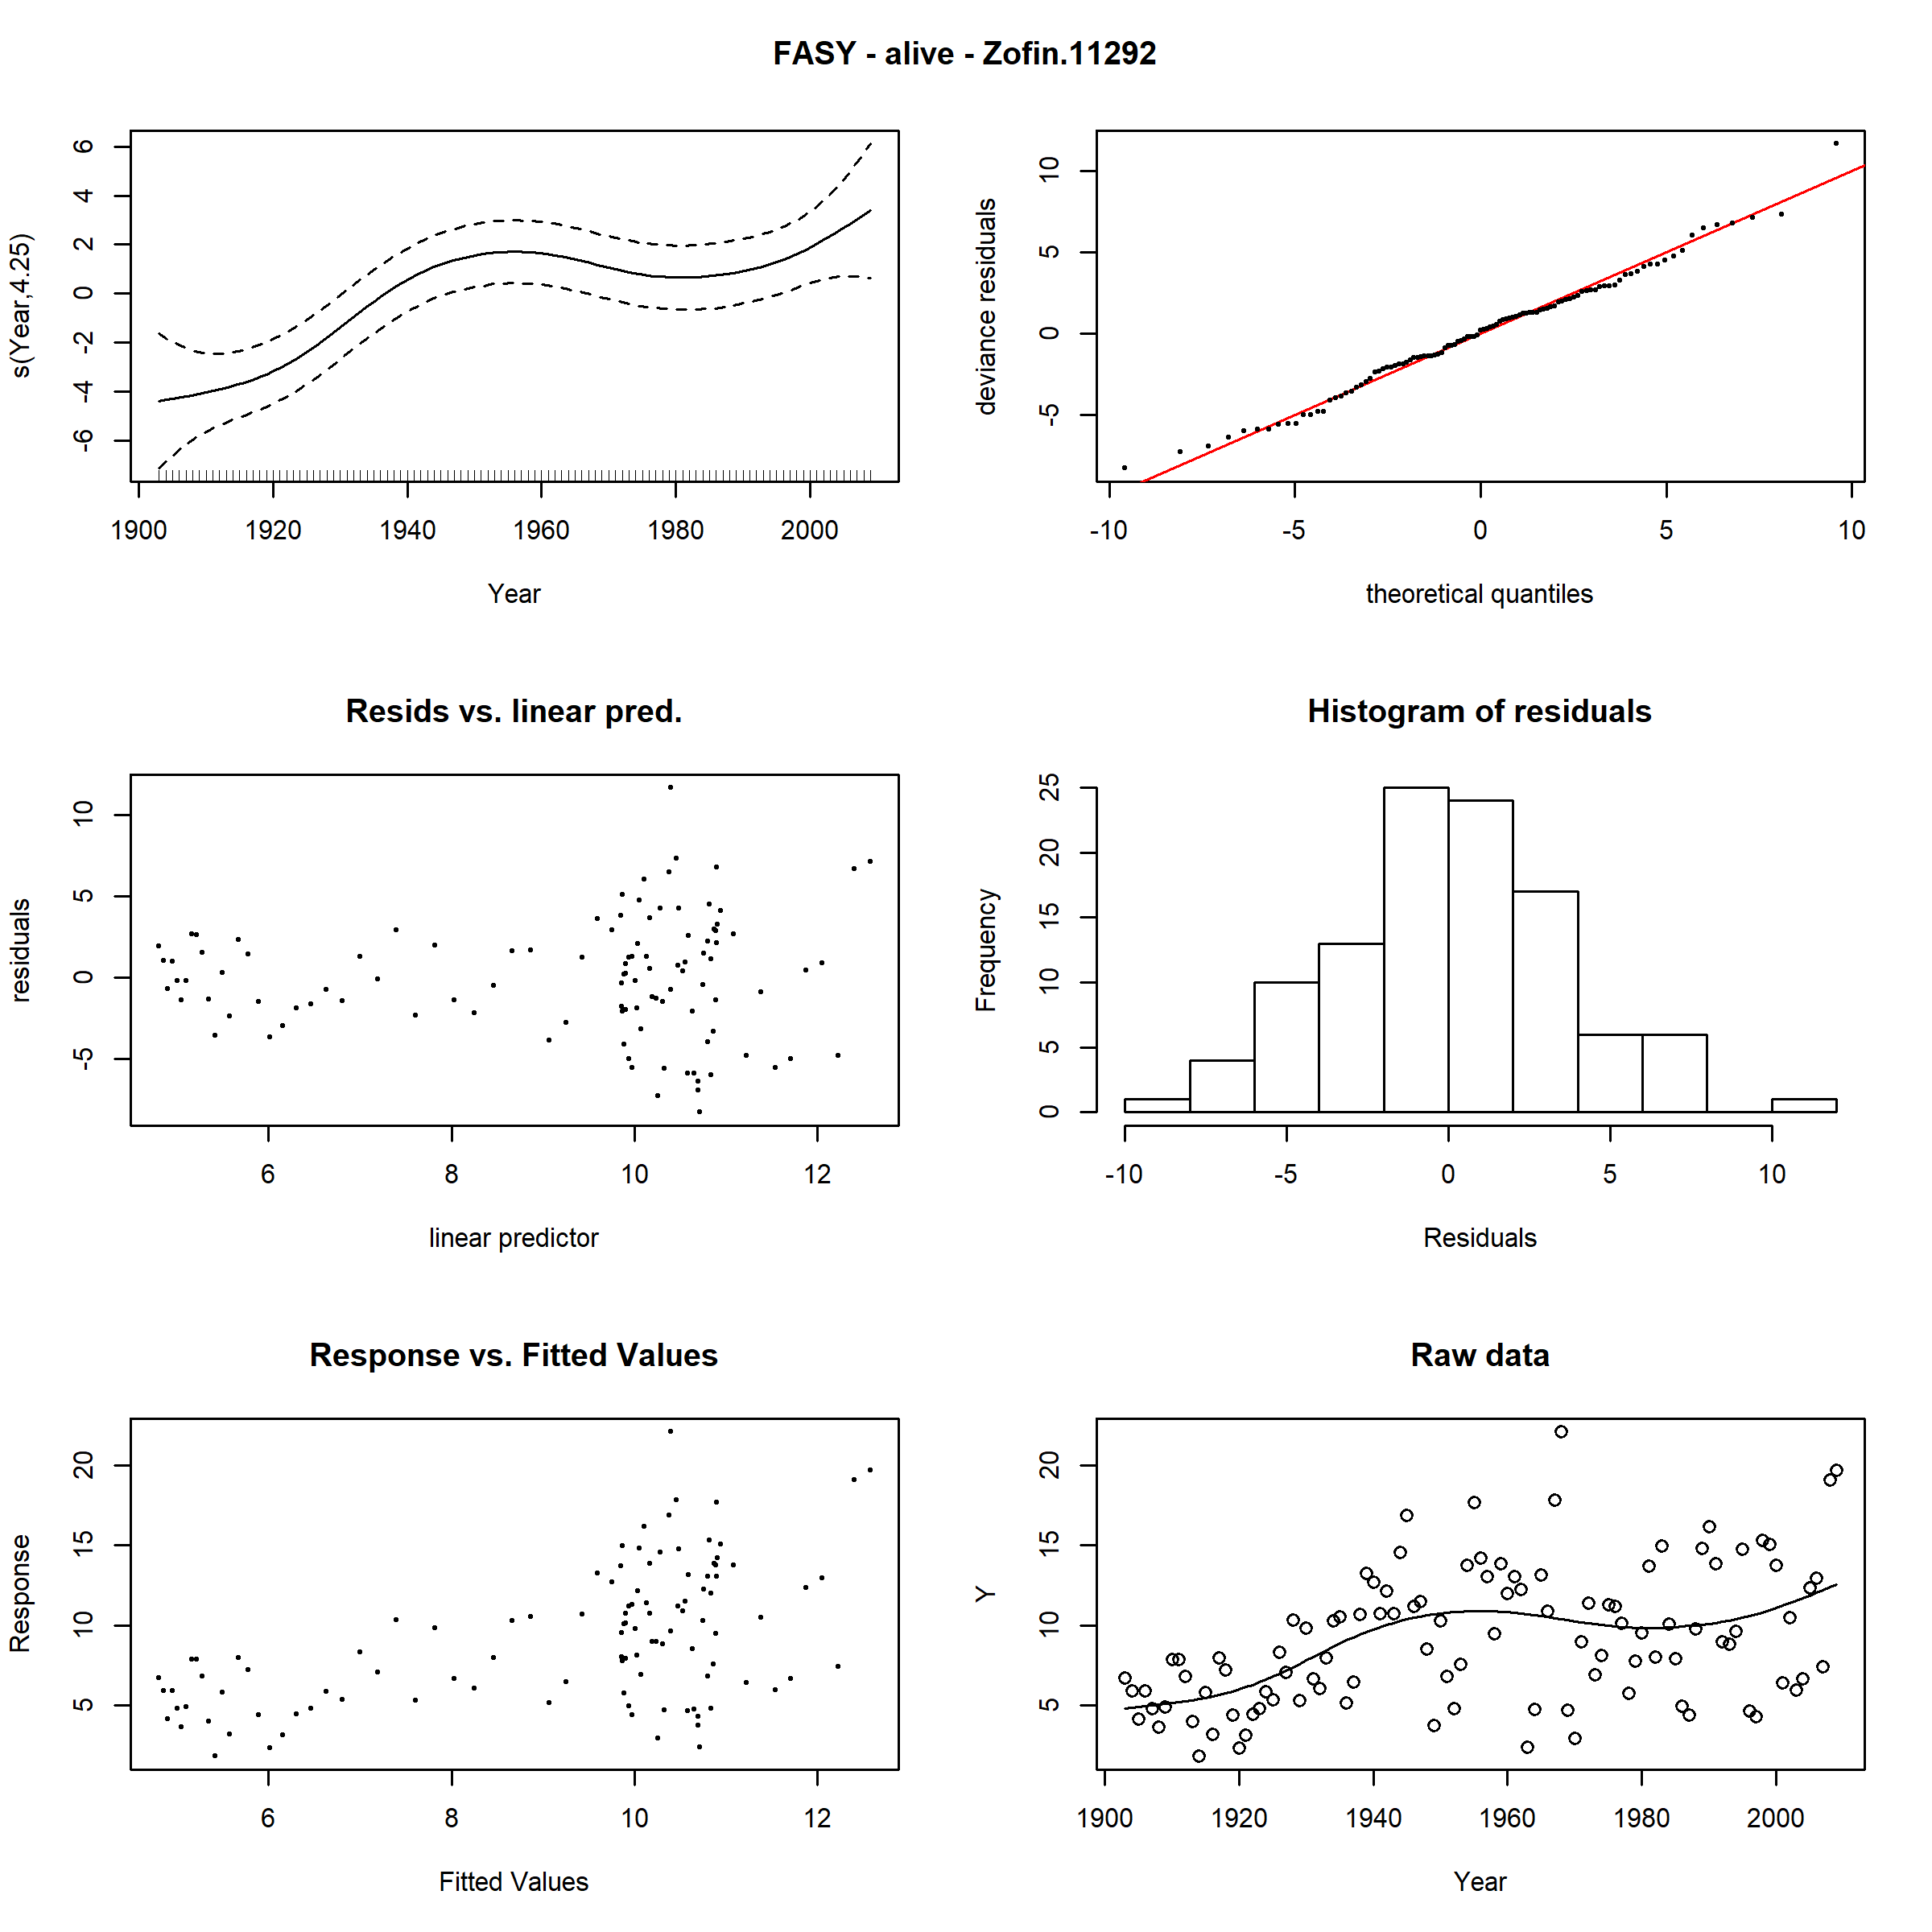 FASY - alive - Zofin.11292
s(Year,4.25)
6
4
2
0
-2
-4
-6
1900 1920 1940 1960 1980 2000
Year
deviance residuals
10
5
0
-5
-10 -5 0 5 10
theoretical quantiles
Resids vs. linear pred.
residuals
10
5
0
-5
6 8 10 12
linear predictor
Histogram of residuals
Frequency
25
20
15
10
5
0
-10 -5 0 5 10
Residuals
Response vs. Fitted Values
Response
20
15
10
5
6 8 10 12
Fitted Values
Raw data
Y
20
15
10
5
1900 1920 1940 1960 1980 2000
Year